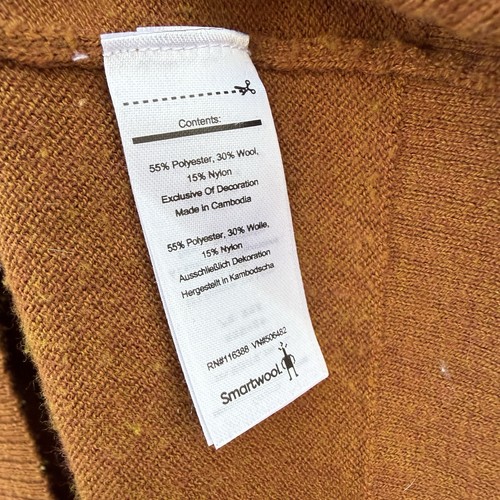 Contents:
55% Polyester, 30% Wool,
15% Nylon
Exclusive Of Decoration
Made In Cambodia
55% Polyester, 30% Wolle,
15% Nylon
Ausschließlich Dekoration
Hergestellt in Kambodscha
RN#116388 VN#506482
Smartwool